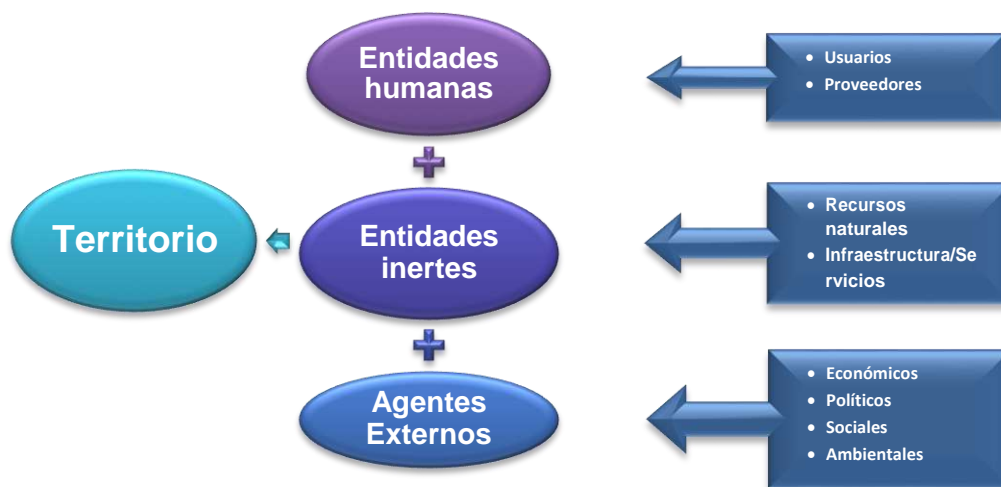 Entidades
humanas
• Usuarios
• Proveedores
Territorio
Entidades
inertes
• Recursos
naturales
• Infraestructura/Se
rvicios
Agentes
Externos
• Económicos
• Políticos
• Sociales
• Ambientales